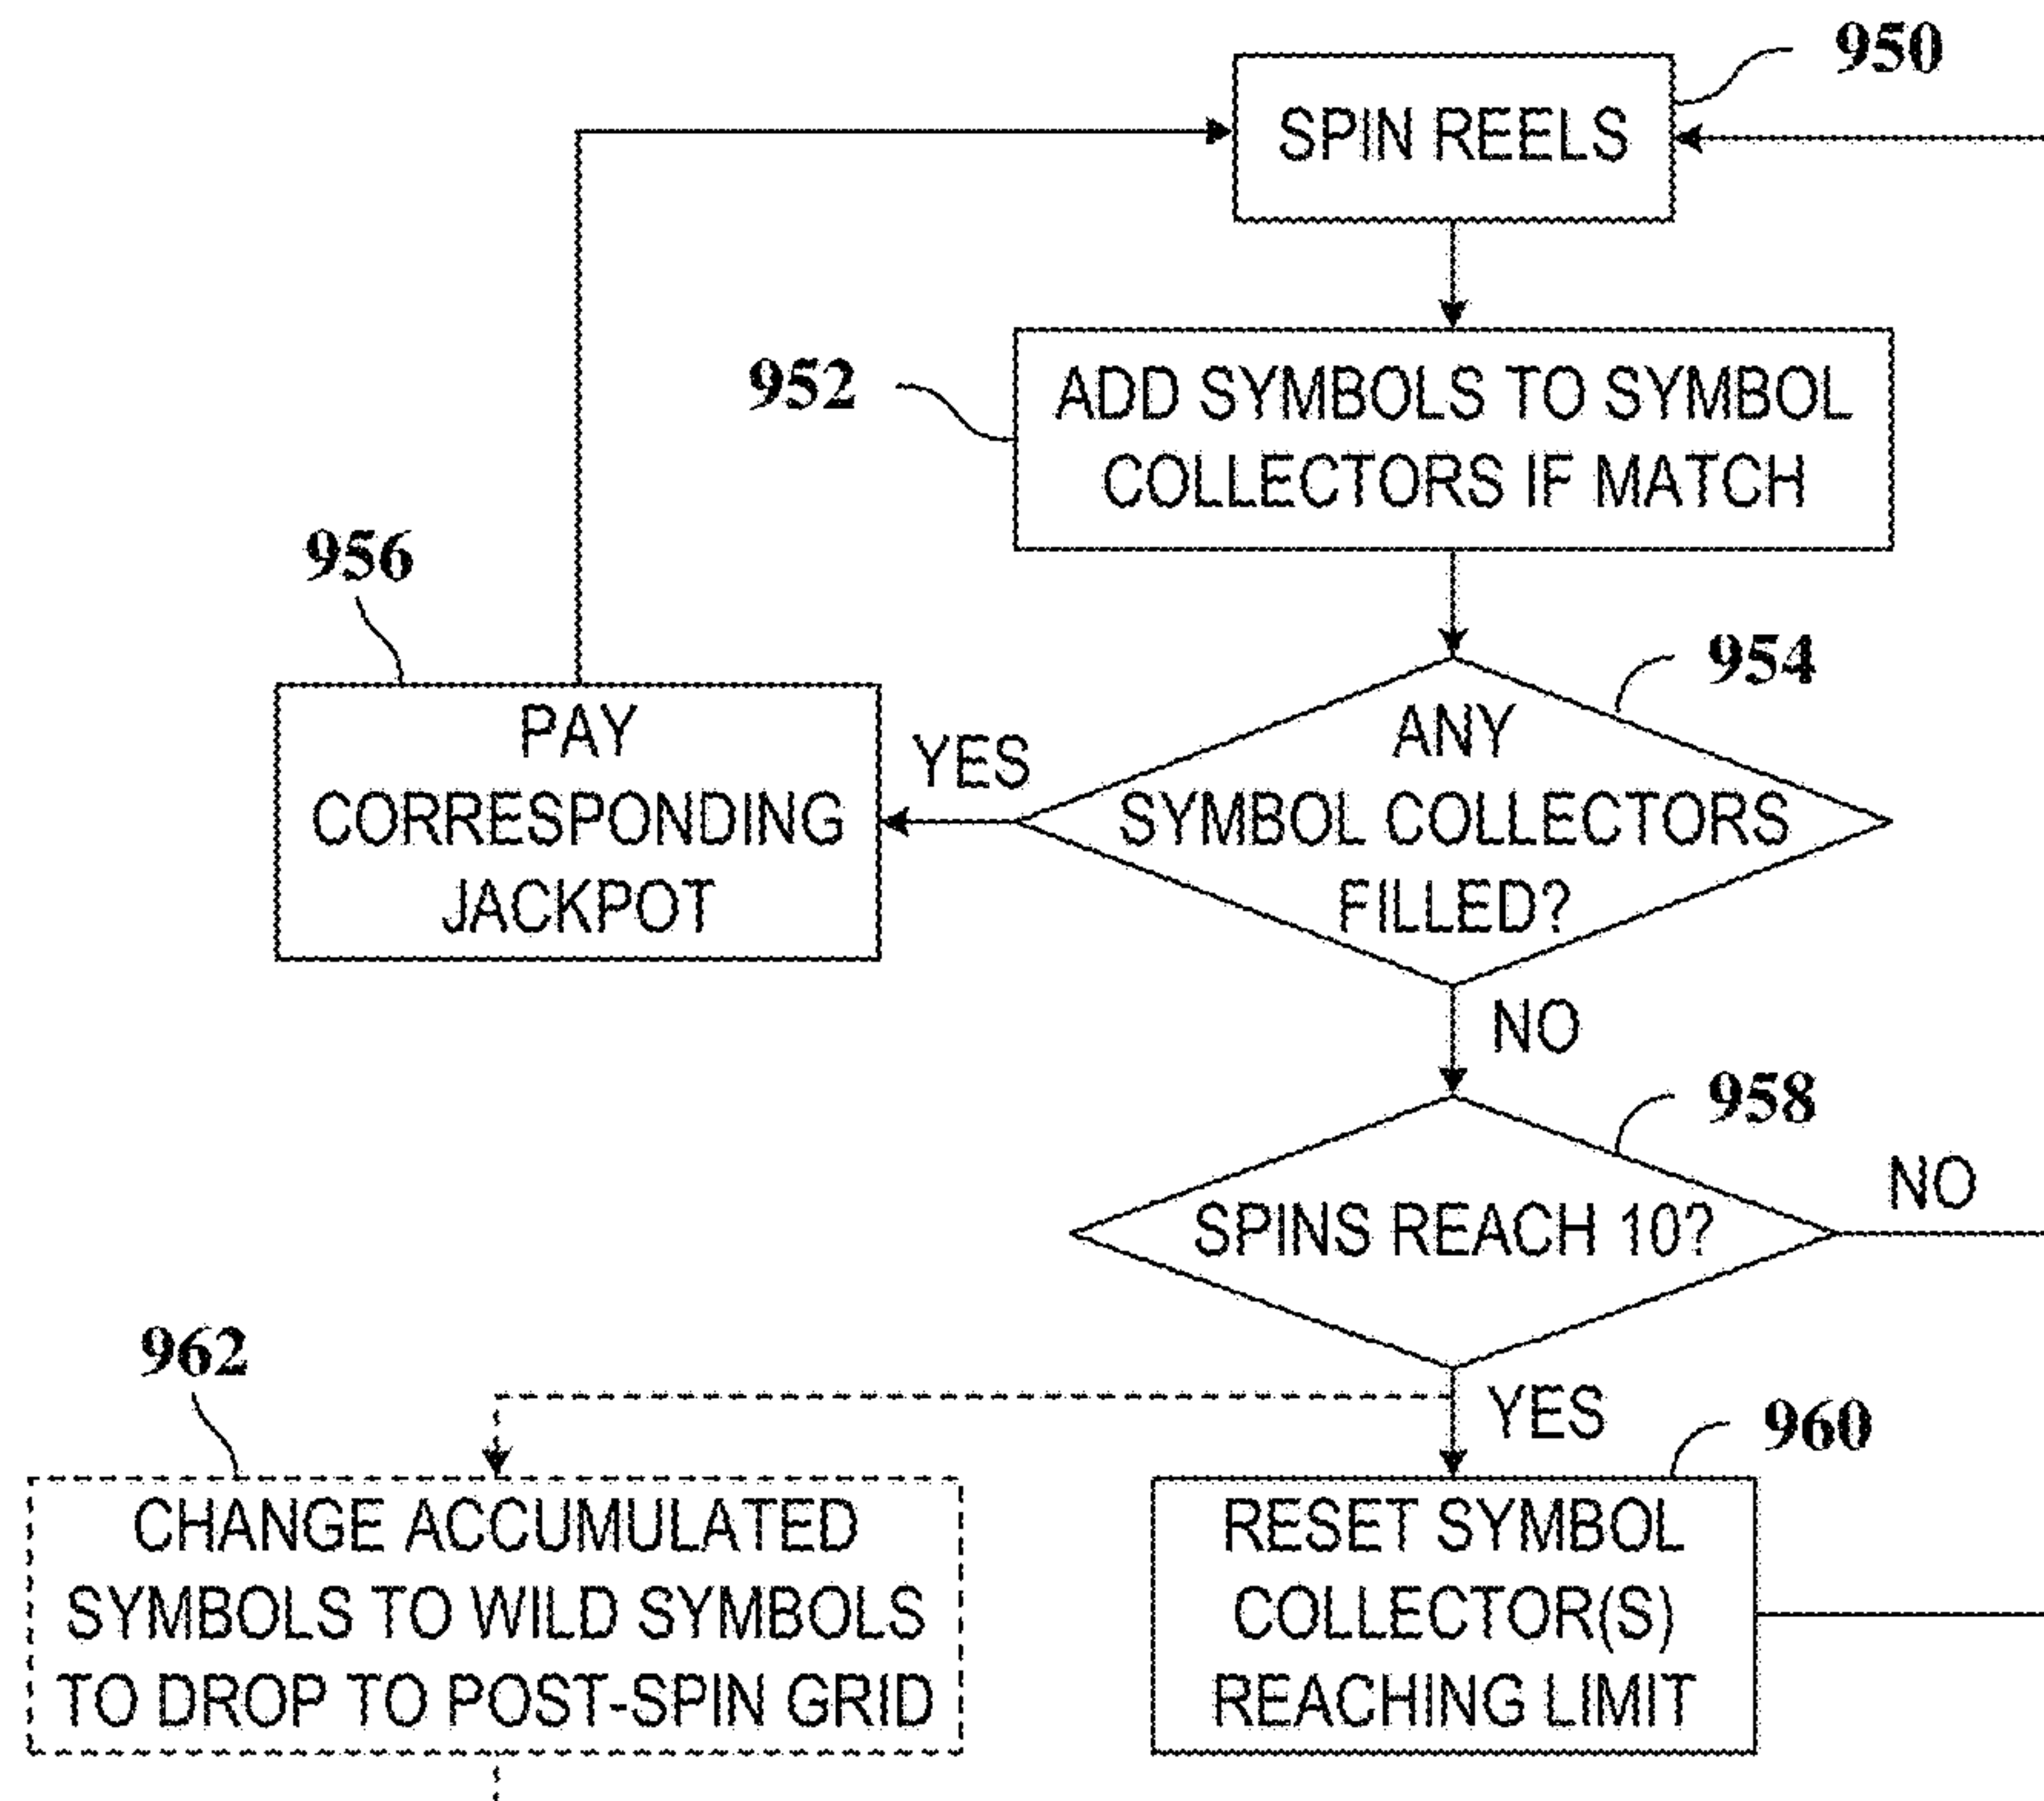 950
SPIN REELS
952
ADD SYMBOLS TO SYMBOL
COLLECTORS IF MATCH
956
954
PAY
CORRESPONDING
JACKPOT
YES
ANY
SYMBOL COLLECTORS
FILLED?
NO
958
SPINS REACH 10?
NO
962
YES
960
CHANGE ACCUMULATED
SYMBOLS TO WILD SYMBOLS
TO DROP TO POST-SPIN GRID
RESET SYMBOL
COLLECTOR(S)
REACHING LIMIT